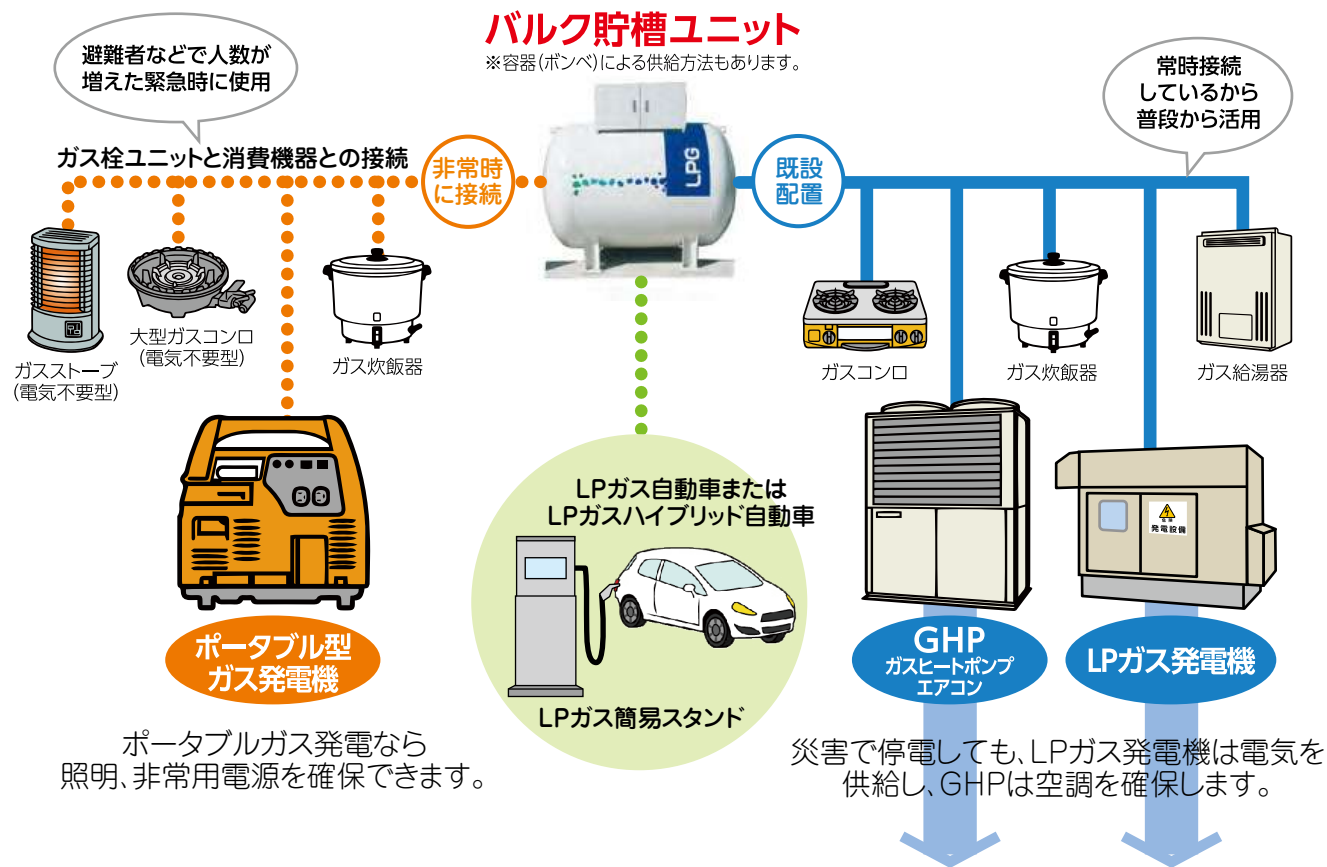 バルク貯槽ユニット
※容器(ボンベ)による供給方法もあります。
避難者などで人数が
増えた緊急時に使用
ガス栓ユニットと消費機器との接続
非常時
に接続
LPG
既設
配置
常時接続
しているから
普段から活用
ガスストーブ
(電気不要型)
大型ガスコンロ
(電気不要型)
ガス炊飯器
ガスコンロ
ガス炊飯器
ガス給湯器
ポータブル型
ガス発電機
ポータブルガス発電なら
照明、非常用電源を確保できます。
LPガス自動車または
LPガスハイブリッド自動車
LPガス簡易スタンド
発電設備
GHP
ガスヒートポンプ
エアコン
LPガス発電機
災害で停電しても、LPガス発電機は電気を
供給し、GHPは空調を確保します。